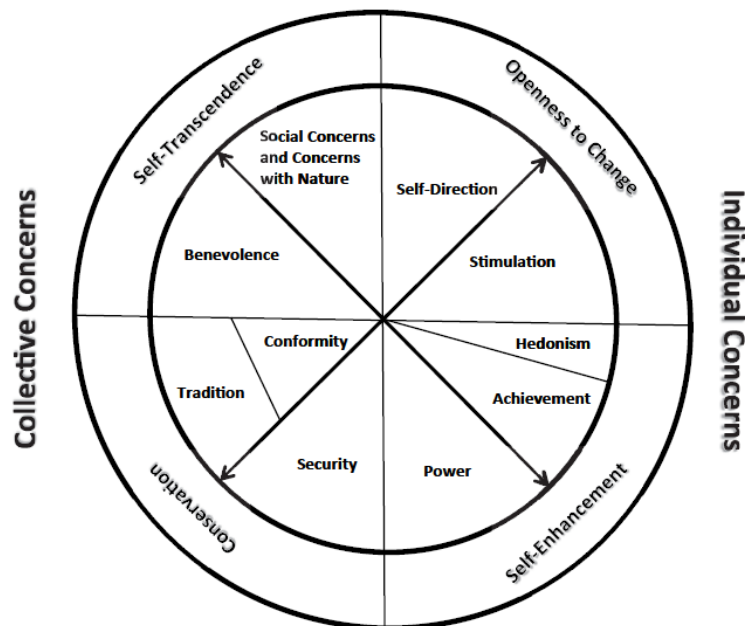 Self-Transcendence
Openness to Change
Social Concerns
and Concerns
with Nature
Self-Direction
Benevolence
Stimulation
Collective Concerns
Individual Concerns
Conformity
Hedonism
Tradition
Achievement
Security
Power
Conservation
Self-Enhancement